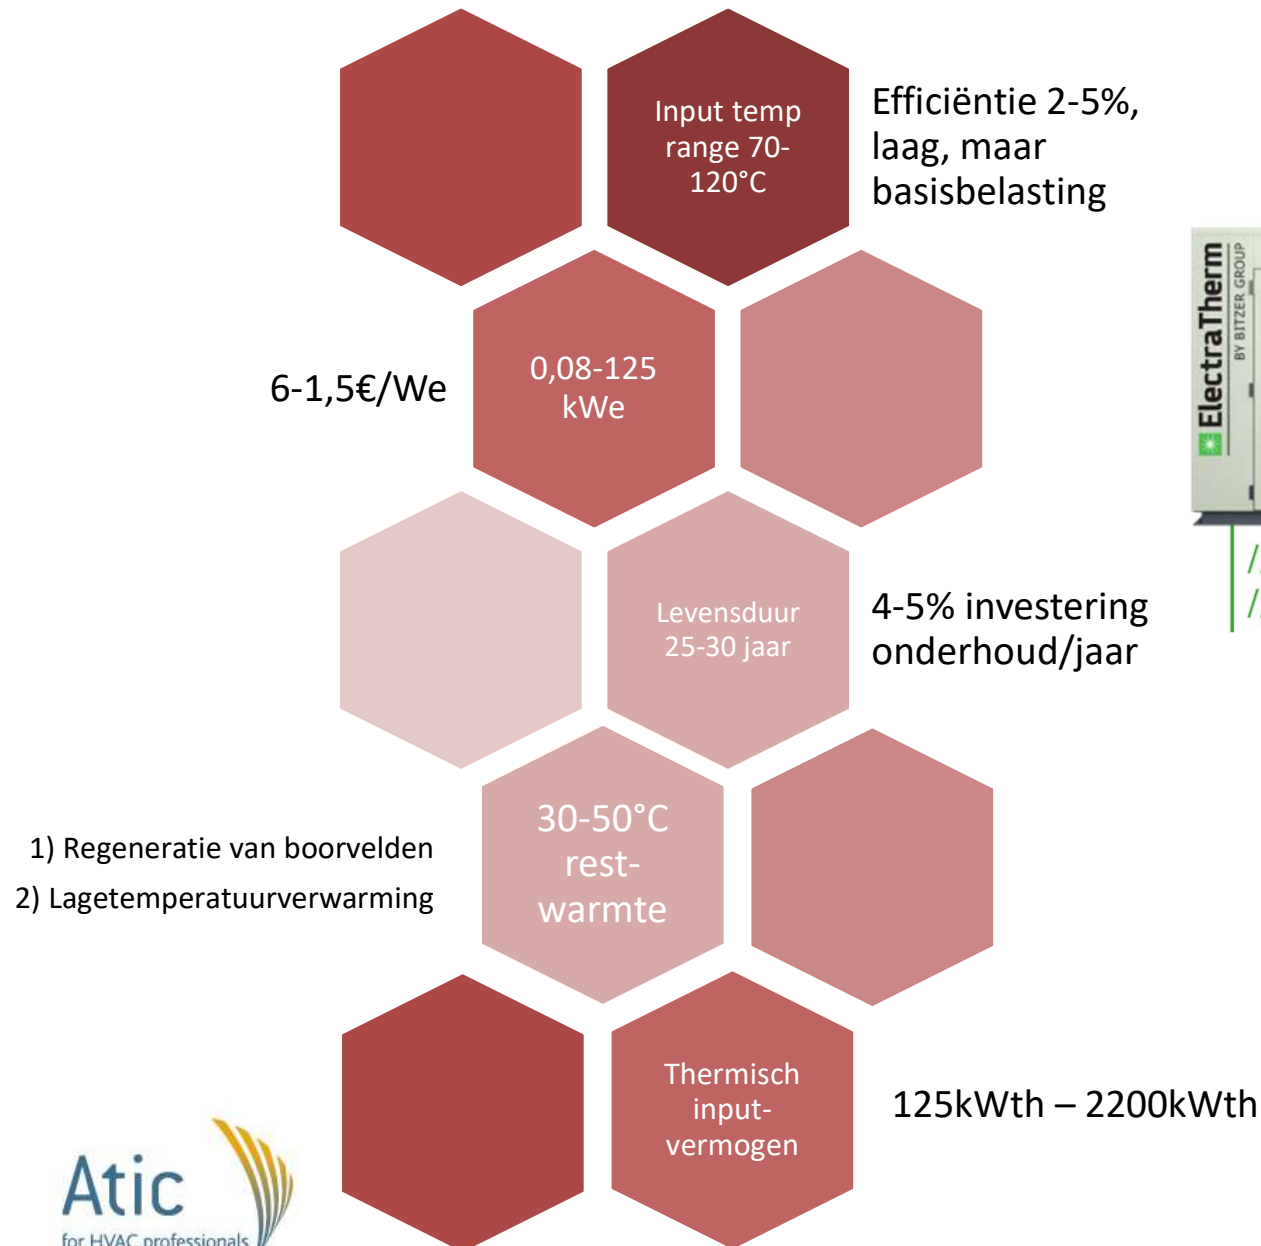 Input temp
range 70-
120°C
Efficiëntie 2-5%,
laag, maar
basisbelasting
ElectraTherm
BY BITZER GROUP
6-1,5€/We
0,08-125
kWe
Levensduur
25-30 jaar
4-5% investering
onderhoud/jaar
1) Regeneratie van boorvelden
2) Lagetemperatuurverwarming
30-50°C
rest-
warmte
Thermisch
input-
vermogen
125kWth – 2200kWth
Atic
for HVAC professionals